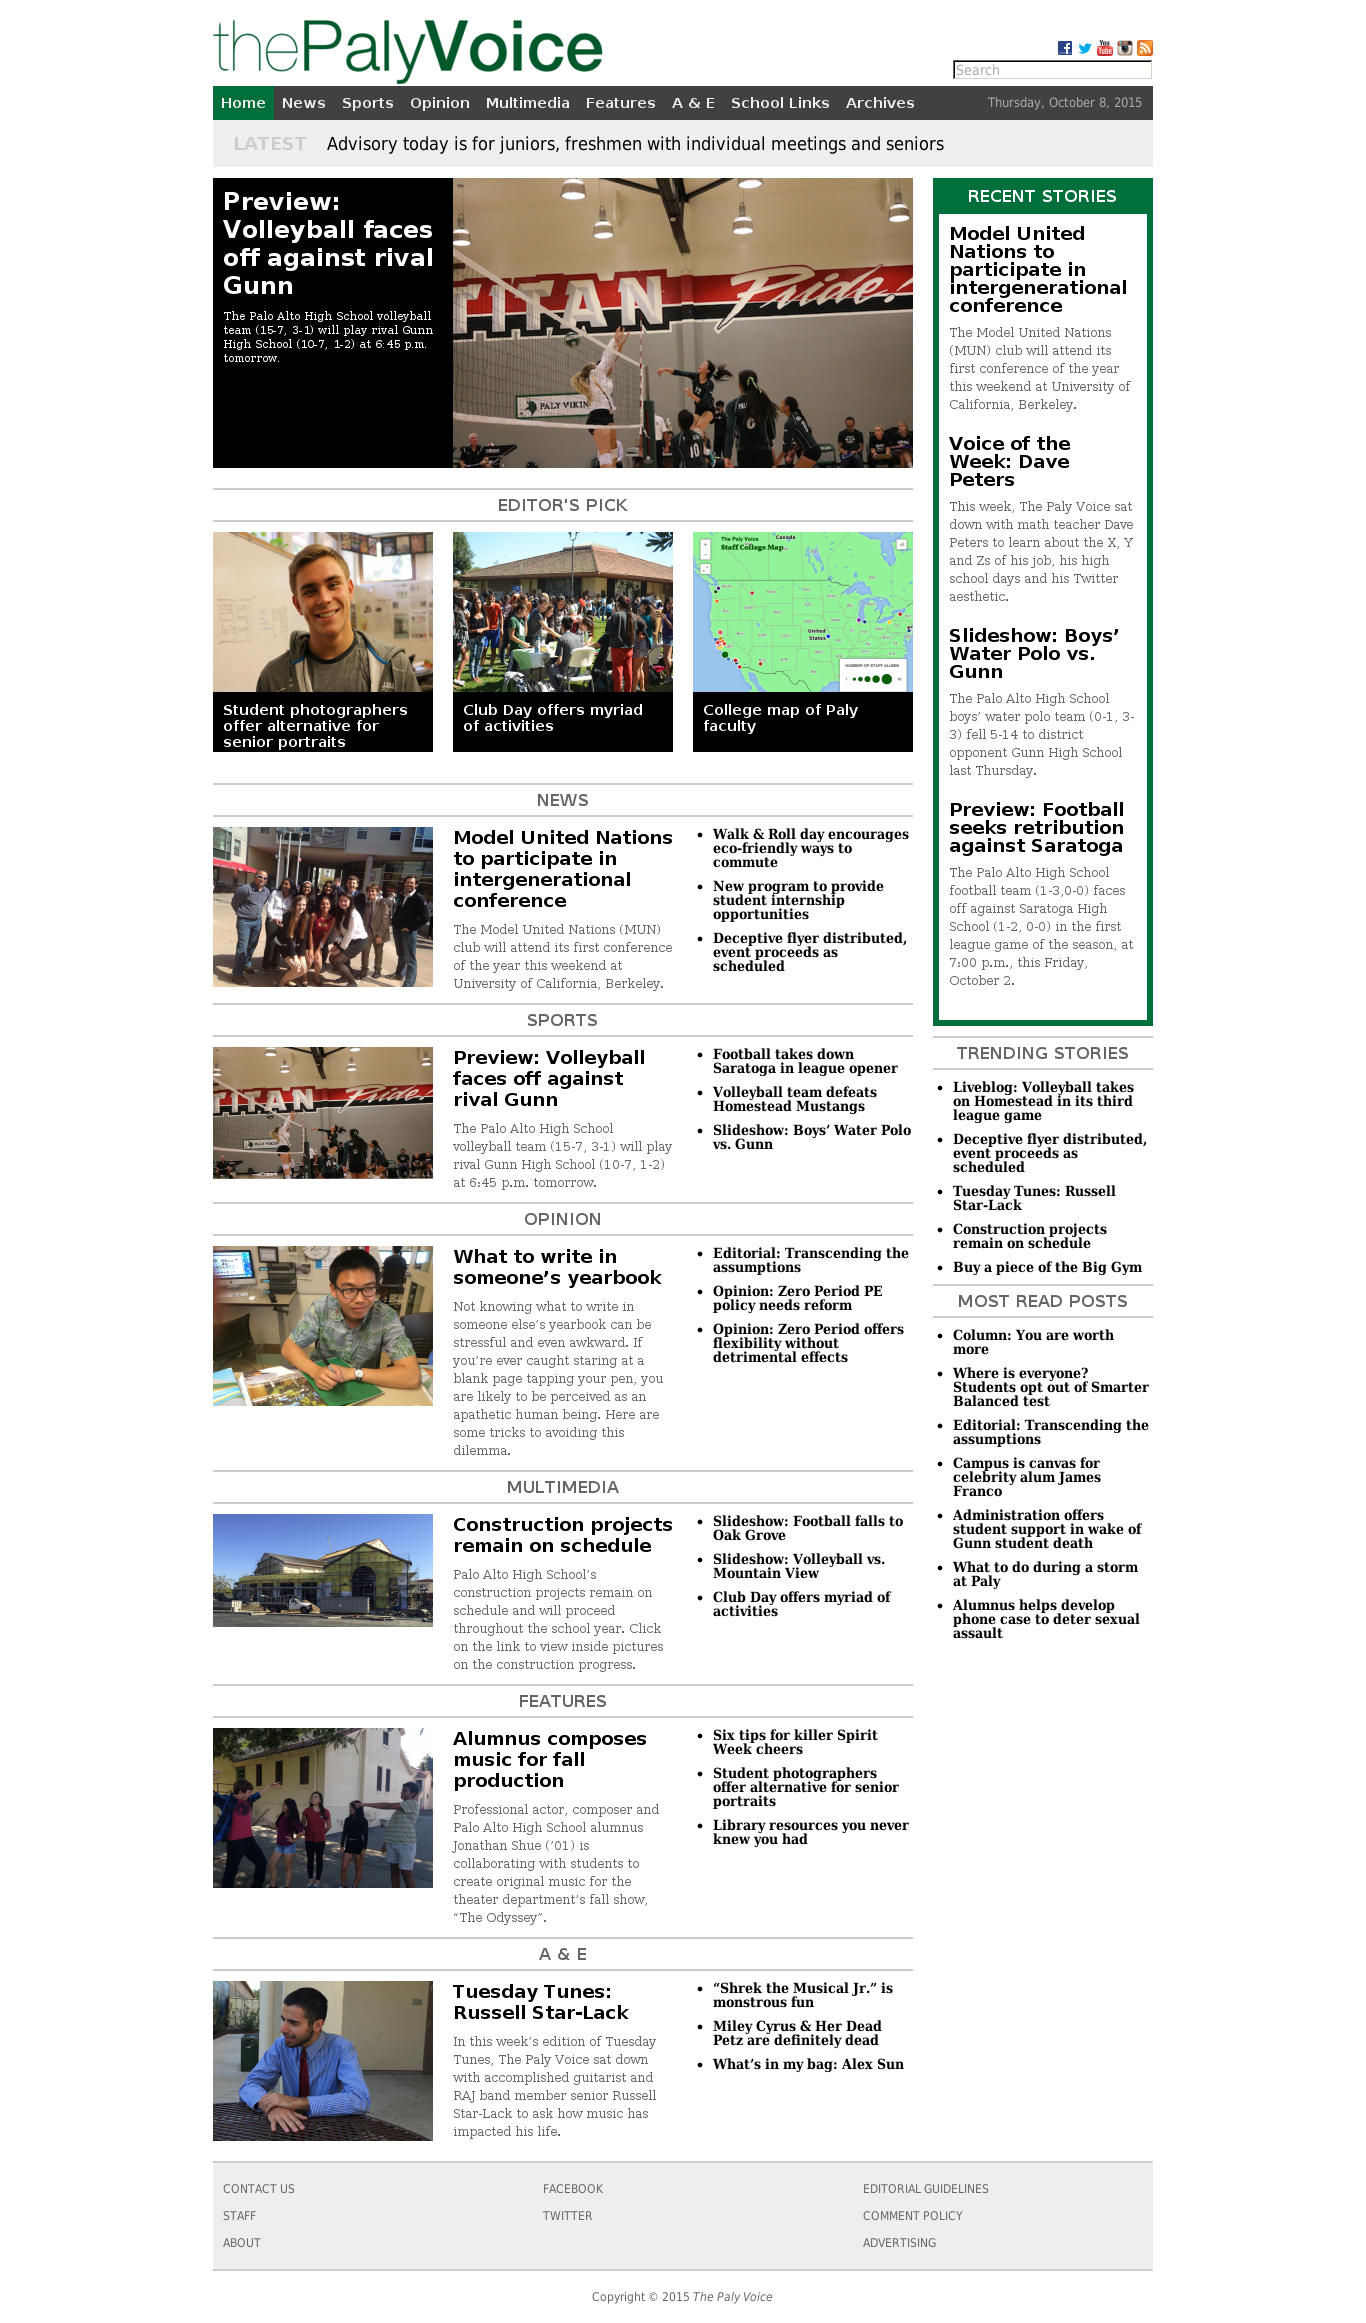 thePalyVoice
Search
Home News Sports Opinion Multimedia Features A & E School Links Archives Thursday, October 8, 2015
LATEST Advisory today is for juniors, freshmen with individual meetings and seniors
Preview:
Volleyball faces
off against rival
Gunn
The Palo Alto High School volleyball
team (15-7, 3-1) will play rival Gunn
High School (10-7, 1-2) at 6:45 p.m.
tomorrow.
TITAN Pride!
PALY VIKIN
EDITOR'S PICK
Student photographers
offer alternative for
senior portraits
Club Day offers myriad
of activities
The Paly Voice
Staff College Map
Canada
United
States
NUMBER OF STAFF ALUMNI
College map of Paly
faculty
NEWS
Model United Nations
to participate in
intergenerational
conference
The Model United Nations (MUN)
club will attend its first conference
of the year this weekend at
University of California, Berkeley.
• Walk & Roll day encourages
eco-friendly ways to
commute
• New program to provide
student internship
opportunities
• Deceptive flyer distributed,
event proceeds as
scheduled
SPORTS
TITAN Pride!
Preview: Volleyball
faces off against
rival Gunn
The Palo Alto High School
volleyball team (15-7, 3-1) will play
rival Gunn High School (10-7, 1-2)
at 6:45 p.m. tomorrow.
• Football takes down
Saratoga in league opener
• Volleyball team defeats
Homestead Mustangs
• Slideshow: Boys’ Water Polo
vs. Gunn
OPINION
What to write in
someone’s yearbook
Not knowing what to write in
someone else’s yearbook can be
stressful and even awkward. If
you’re ever caught staring at a
blank page tapping your pen, you
are likely to be perceived as an
apathetic human being. Here are
some tricks to avoiding this
dilemma.
• Editorial: Transcending the
assumptions
• Opinion: Zero Period PE
policy needs reform
• Opinion: Zero Period offers
flexibility without
detrimental effects
MULTIMEDIA
Construction projects
remain on schedule
Palo Alto High School’s
construction projects remain on
schedule and will proceed
throughout the school year. Click
on the link to view inside pictures
on the construction progress.
• Slideshow: Football falls to
Oak Grove
• Slideshow: Volleyball vs.
Mountain View
• Club Day offers myriad of
activities
FEATURES
Alumnus composes
music for fall
production
Professional actor, composer and
Palo Alto High School alumnus
Jonathan Shue (’01) is
collaborating with students to
create original music for the
theater department’s fall show,
“The Odyssey”.
• Six tips for killer Spirit
Week cheers
• Student photographers
offer alternative for senior
portraits
• Library resources you never
knew you had
A & E
Tuesday Tunes:
Russell Star-Lack
In this week’s edition of Tuesday
Tunes, The Paly Voice sat down
with accomplished guitarist and
RAJ band member senior Russell
Star-Lack to ask how music has
impacted his life.
• “Shrek the Musical Jr.” is
monstrous fun
• Miley Cyrus & Her Dead
Petz are definitely dead
• What’s in my bag: Alex Sun
RECENT STORIES
Model United
Nations to
participate in
intergenerational
conference
The Model United Nations
(MUN) club will attend its
first conference of the year
this weekend at University of
California, Berkeley.
Voice of the
Week: Dave
Peters
This week, The Paly Voice sat
down with math teacher Dave
Peters to learn about the X, Y
and Zs of his job, his high
school days and his Twitter
aesthetic.
Slideshow: Boys’
Water Polo vs.
Gunn
The Palo Alto High School
boys’ water polo team (0-1, 3-
3) fell 5-14 to district
opponent Gunn High School
last Thursday.
Preview: Football
seeks retribution
against Saratoga
The Palo Alto High School
football team (1-3,0-0) faces
off against Saratoga High
School (1-2, 0-0) in the first
league game of the season, at
7:00 p.m., this Friday,
October 2.
TRENDING STORIES
• Liveblog: Volleyball takes
on Homestead in its third
league game
• Deceptive flyer distributed,
event proceeds as
scheduled
• Tuesday Tunes: Russell
Star-Lack
• Construction projects
remain on schedule
• Buy a piece of the Big Gym
MOST READ POSTS
• Column: You are worth
more
• Where is everyone?
Students opt out of Smarter
Balanced test
• Editorial: Transcending the
assumptions
• Campus is canvas for
celebrity alum James
Franco
• Administration offers
student support in wake of
Gunn student death
• What to do during a storm
at Paly
• Alumnus helps develop
phone case to deter sexual
assault
CONTACT US
STAFF
ABOUT
FACEBOOK
TWITTER
EDITORIAL GUIDELINES
COMMENT POLICY
ADVERTISING
Copyright © 2015 The Paly Voice